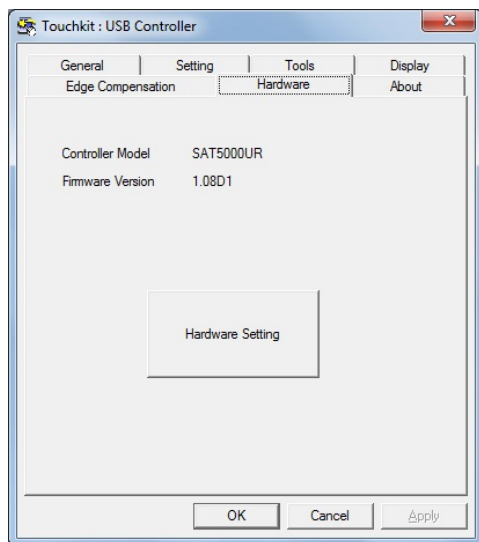 Touchkit : USB Controller
General Setting Tools Display
Edge Compensation Hardware About
Controller Model SAT5000UR
Firmware Version 1.08D1
Hardware Setting
OK Cancel Apply